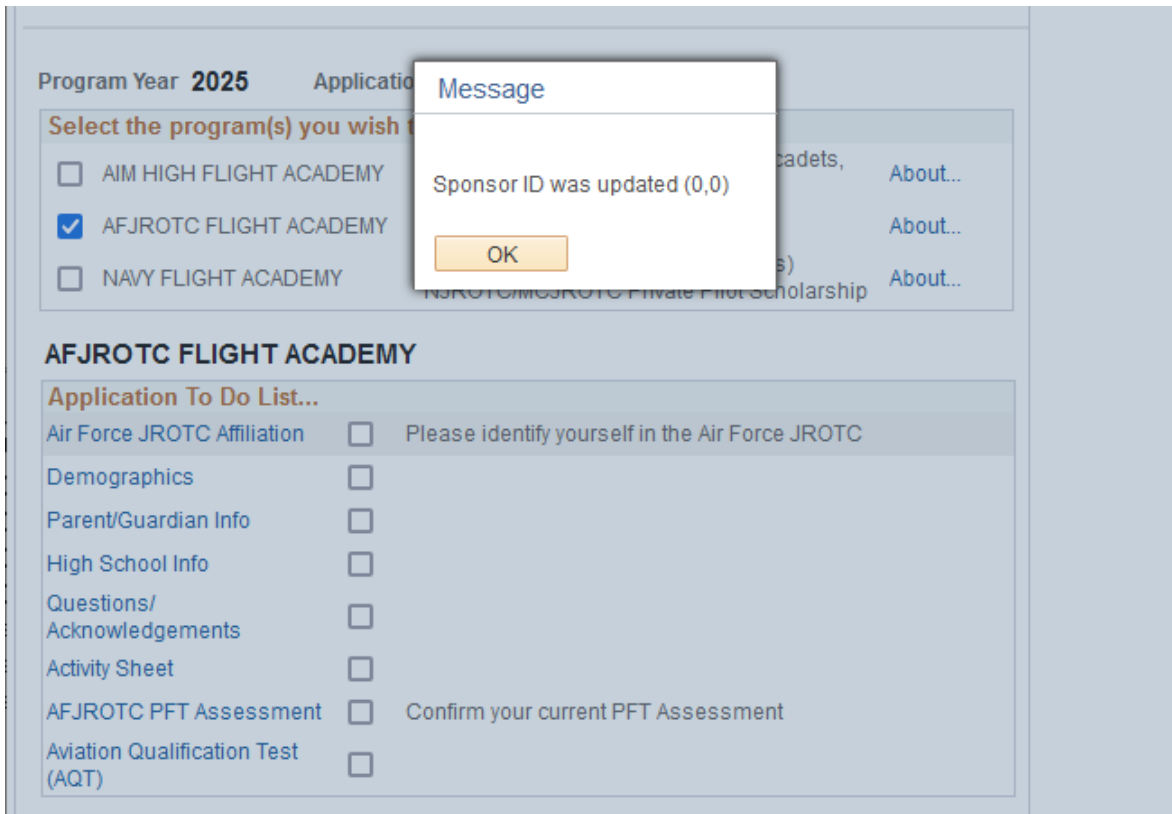 Program Year 2025 Applicatio
Message
Select the program(s) you wish t
AIM HIGH FLIGHT ACADEMY cadets, About...
Sponsor ID was updated (0,0)
AFJROTC FLIGHT ACADEMY About...
OK
NAVY FLIGHT ACADEMY s) About...
NJROTC/MCJROTC Private Pilot Scholarship
AFJROTC FLIGHT ACADEMY
Application To Do List...
Air Force JROTC Affiliation Please identify yourself in the Air Force JROTC
Demographics
Parent/Guardian Info
High School Info
Questions/
Acknowledgements
Activity Sheet
AFJROTC PFT Assessment Confirm your current PFT Assessment
Aviation Qualification Test
(AQT)